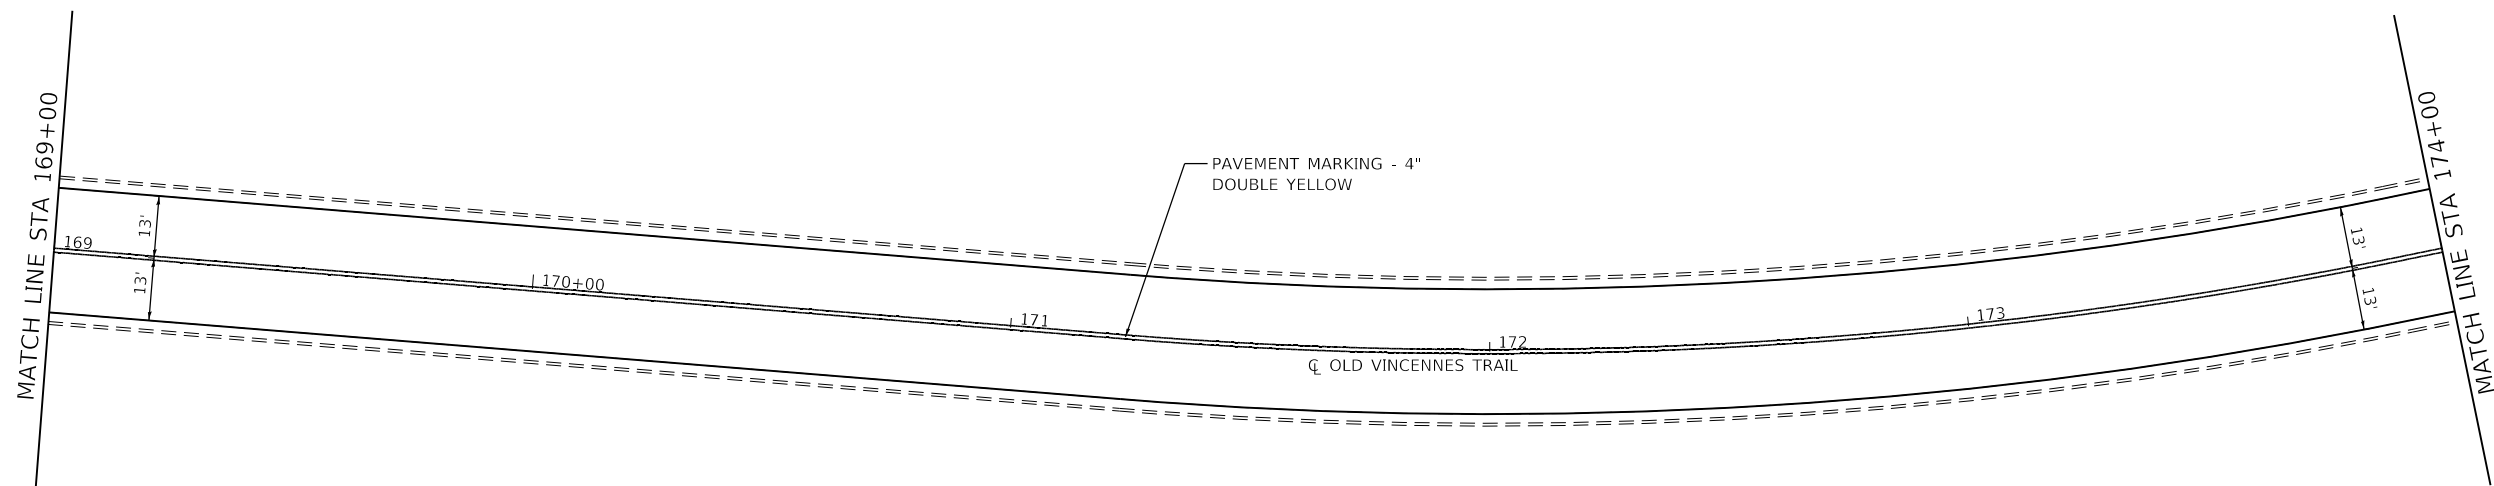 MATCH LINE STA 169+00
169
13'
13'
170+00
171
PAVEMENT MARKING - 4"
DOUBLE YELLOW
172
℄ OLD VINCENNES TRAIL
173
13'
13'
MATCH LINE STA 174+00